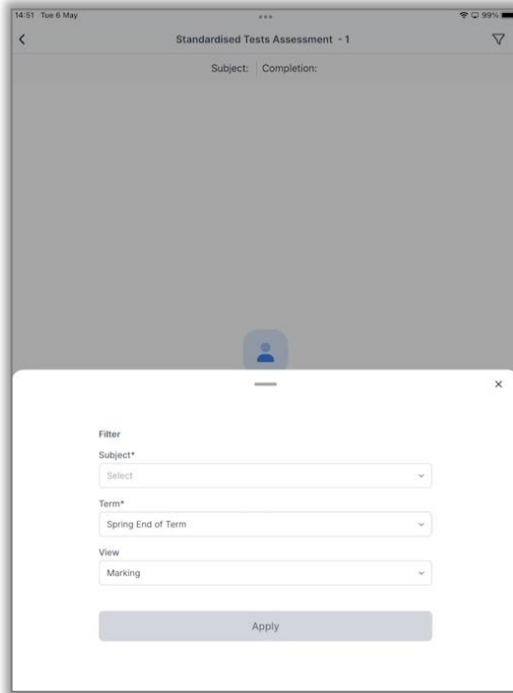 14:51 Tue 6 May
99%
Standardised Tests Assessment - 1
Subject: Completion:
Filter
Subject*
Select
Term*
Spring End of Term
View
Marking
Apply